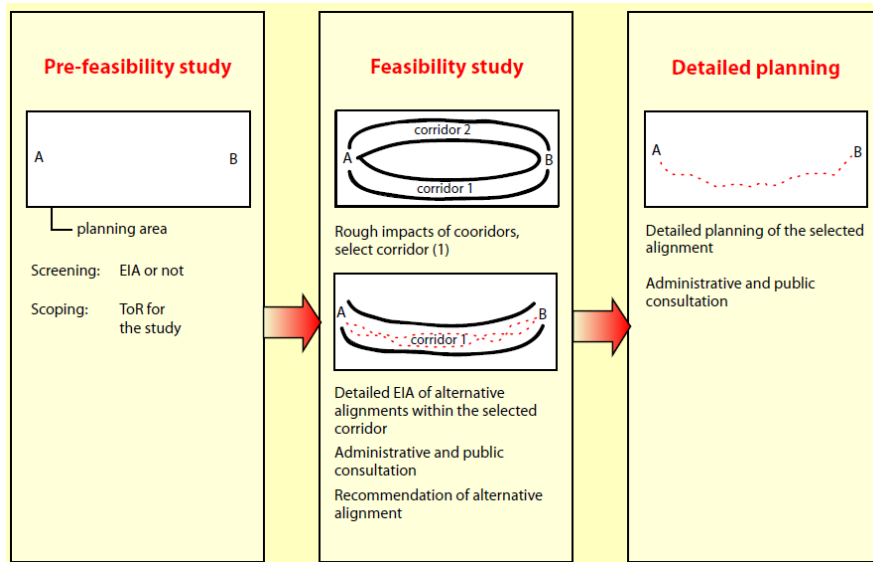 Pre-feasibility study
A
B
planning area
Screening: EIA or not
Scoping: ToR for
the study
Feasibility study
corridor 2
A
B
corridor 1
Rough impacts of cooridors,
select corridor (1)
A
B
corridor 1
Detailed EIA of alternative
alignments within the selected
corridor
Administrative and public
consultation
Recommendation of alternative
alignment
Detailed planning
A
B
Detailed planning of the selected
alignment
Administrative and public
consultation